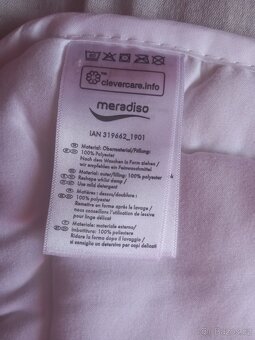 clevercare.info
meradiso
IAN 319662_1901
Material: Obermaterial/Füllung:
100% Polyester
Nach dem Waschen in Form ziehen/
wir empfehlen ein Feinwaschmittel
Material: outer/filling: 100% polyester
Reshape whilst damp
Use mild detergent
Matières: dessus/doublure:
100% polyester
Remettre en forme après le lavage/
nous conseillons l'utilisation de lessive
pour linge délicat
Materiale: materiale esterno/
imbottitura: 100% poliestere
Ridare la forma dopo il lavaggio/
si consiglia un detersivo per capi delicati